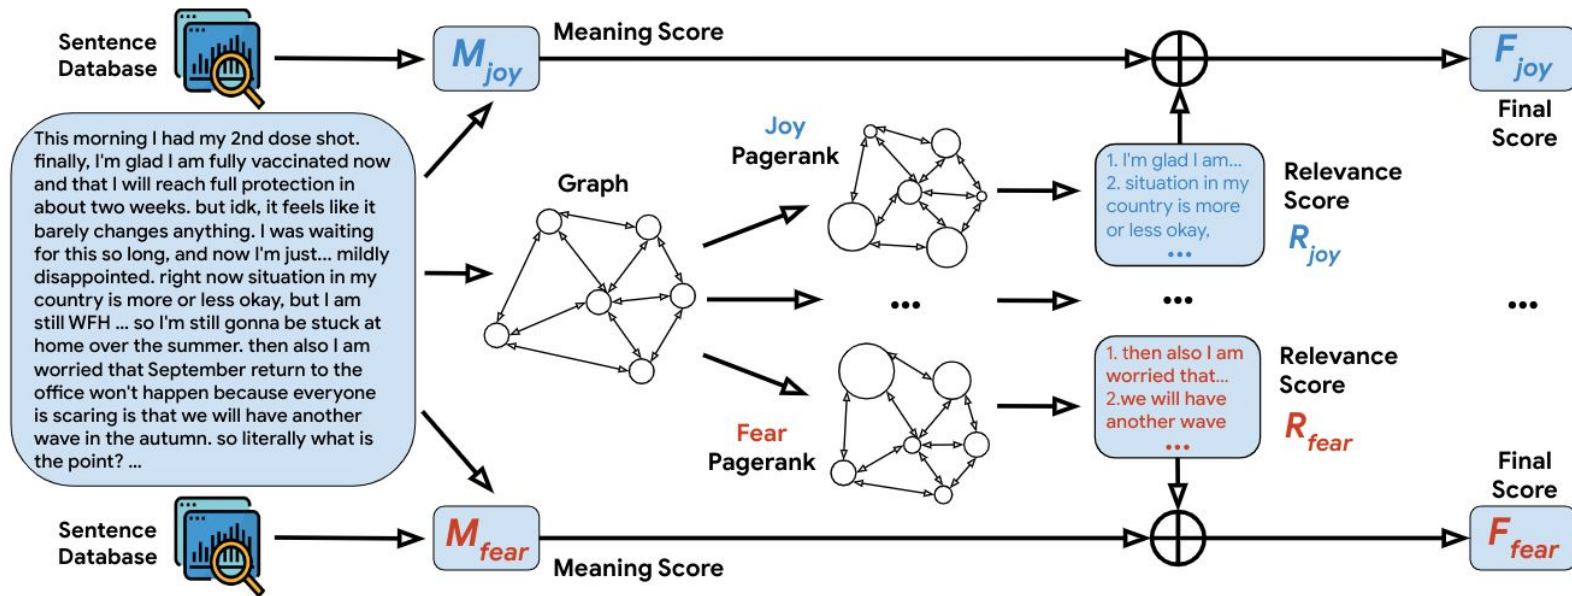 Sentence
Database
M joy
Meaning Score
F joy
Final
Score
This morning I had my 2nd dose shot.
finally, I'm glad I am fully vaccinated now
and that I will reach full protection in
about two weeks. but idk, it feels like it
barely changes anything. I was waiting
for this so long, and now I'm just... mildly
disappointed. right now situation in my
country is more or less okay, but I am
still WFH ... so I'm still gonna be stuck at
home over the summer. then also I am
worried that September return to the
office won't happen because everyone
is scaring is that we will have another
wave in the autumn. so literally what is
the point? ...
Graph
Joy
Pagerank
1. I'm glad I am...
2. situation in my
country is more
or less okay,
...
Relevance
Score
R joy
...
...
...
Fear
Pagerank
1. then also I am
worried that...
2.we will have
another wave
...
Relevance
Score
R fear
Sentence
Database
M fear
Meaning Score
Final
Score
F fear